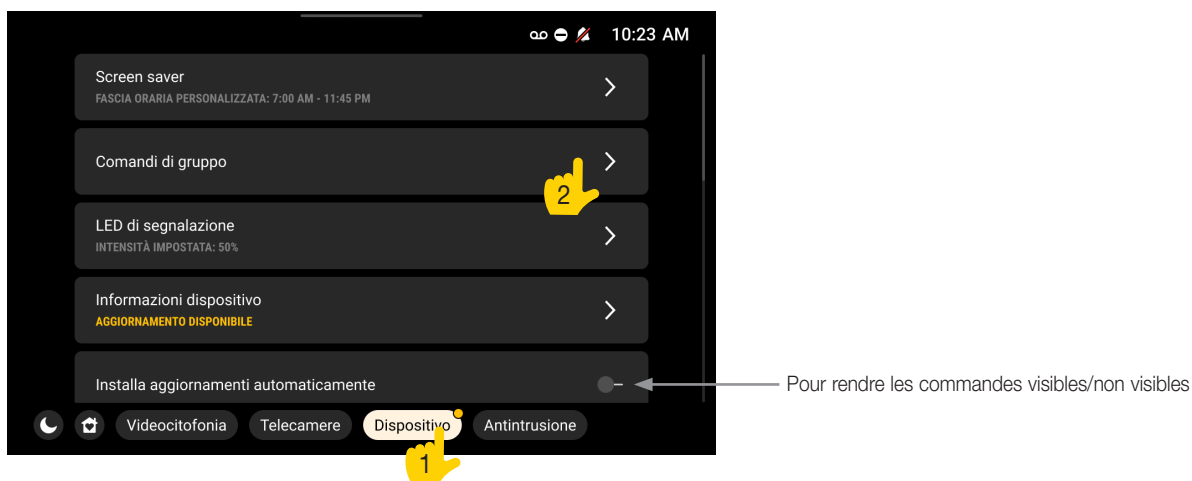 10:23 AM
Screen saver
FASCIA ORARIA PERSONALIZZATA: 7:00 AM - 11:45 PM
Comandi di gruppo
2
LED di segnalazione
INTENSITÀ IMPOSTATA: 50%
Informazioni dispositivo
AGGIORNAMENTO DISPONIBILE
Installa aggiornamenti automaticamente
Pour rendre les commandes visibles/non visibles
Videocitofonia Telecamere Dispositivo Antintrusione
1